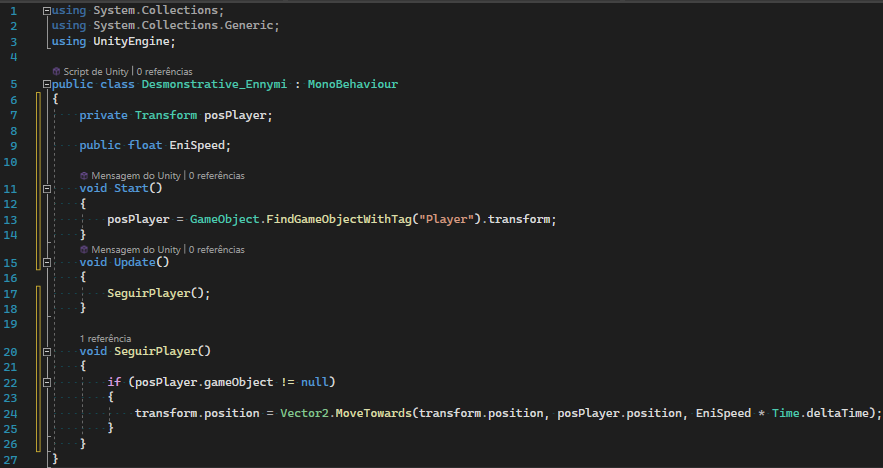 1 using System.Collections;
2 using System.Collections.Generic;
3 using UnityEngine;
4
Script de Unity | 0 referências
5 public class Desmonstrative_Ennymi : MonoBehaviour
6 {
7 private Transform posPlayer;
8
9 public float EniSpeed;
10
Mensagem do Unity | 0 referências
11 void Start()
12 {
13 posPlayer = GameObject.FindGameObjectWithTag("Player").transform;
14 }
Mensagem do Unity | 0 referências
15 void Update()
16 {
17 SeguirPlayer();
18 }
19
1 referência
20 void SeguirPlayer()
21 {
22 if (posPlayer.gameObject != null)
23 {
24 transform.position = Vector2.MoveTowards(transform.position, posPlayer.position, EniSpeed * Time.deltaTime);
25 }
26 }
27 }